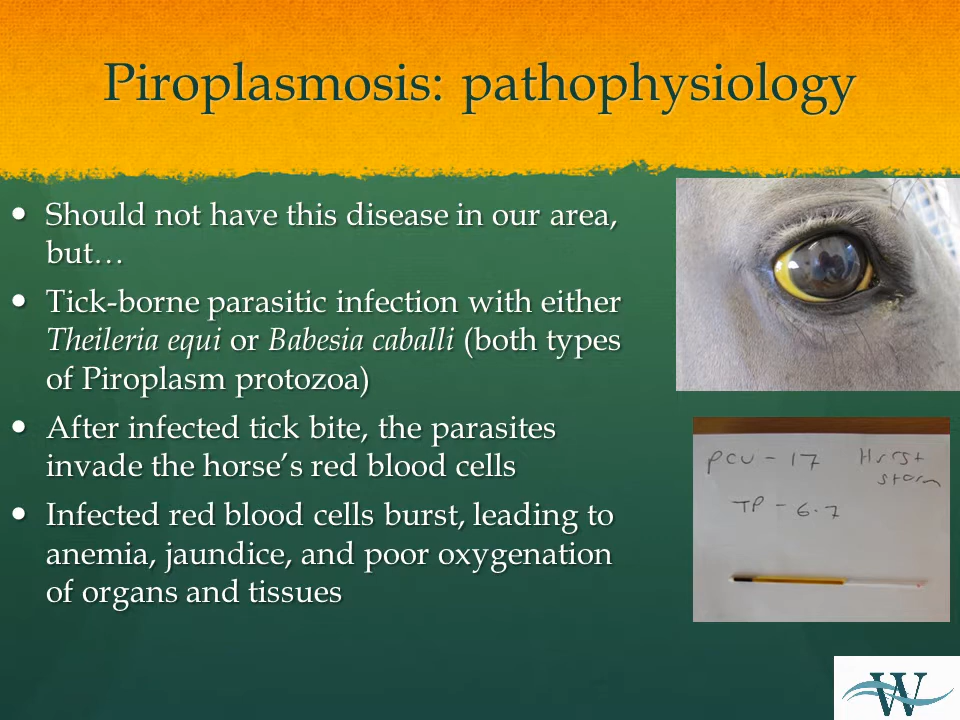 Piroplasmosis: pathophysiology
• Should not have this disease in our area,
but…
• Tick-borne parasitic infection with either
Theileria equi or Babesia caballi (both types
of Piroplasm protozoa)
• After infected tick bite, the parasites
invade the horse’s red blood cells
• Infected red blood cells burst, leading to
anemia, jaundice, and poor oxygenation
of organs and tissues
PCV - 17
TP - 6.7
W